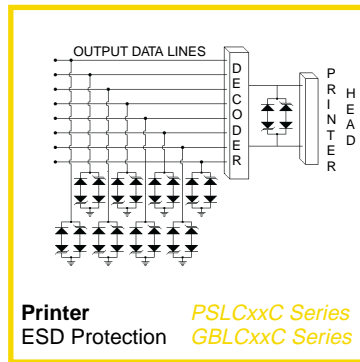 OUTPUT DATA LINES
DECODER
PRINTER
HEAD
Printer PSLCxxC Series
ESD Protection GBLCxxC Series